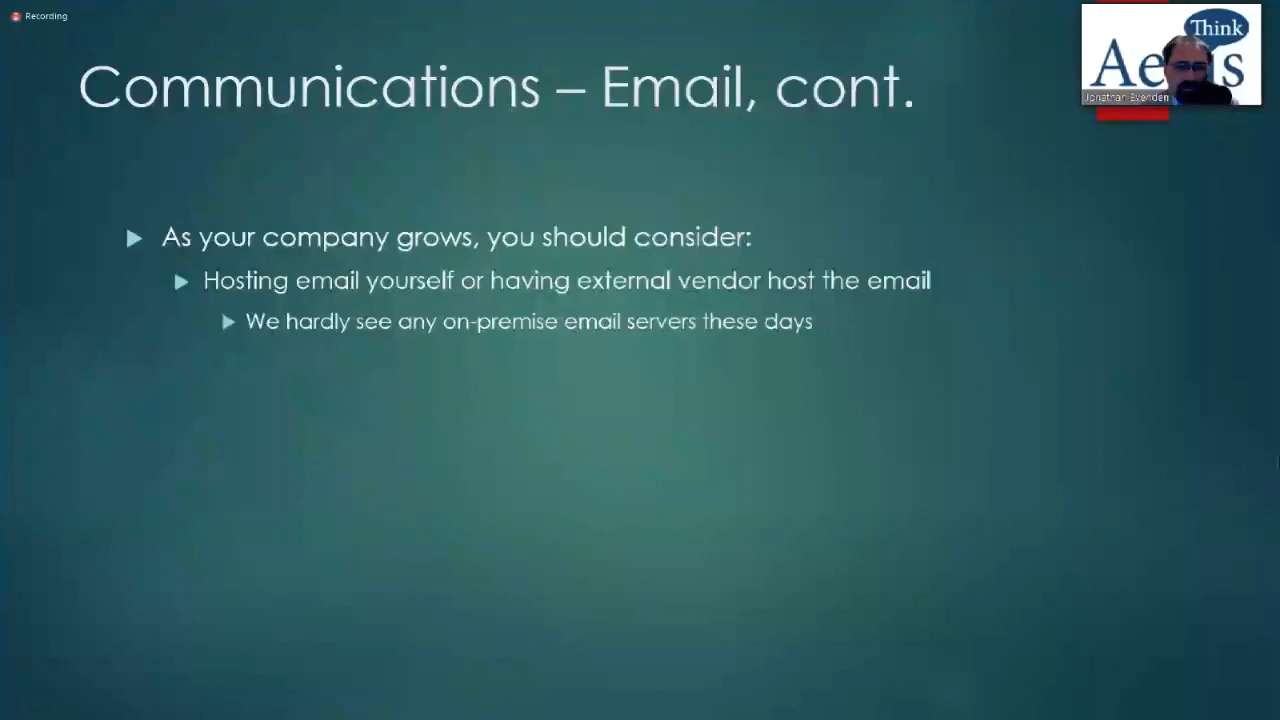 Recording
Think
Communications – Email, cont.
Jonathan Evenden
As your company grows, you should consider:
Hosting email yourself or having external vendor host the email
We hardly see any on-premise email servers these days